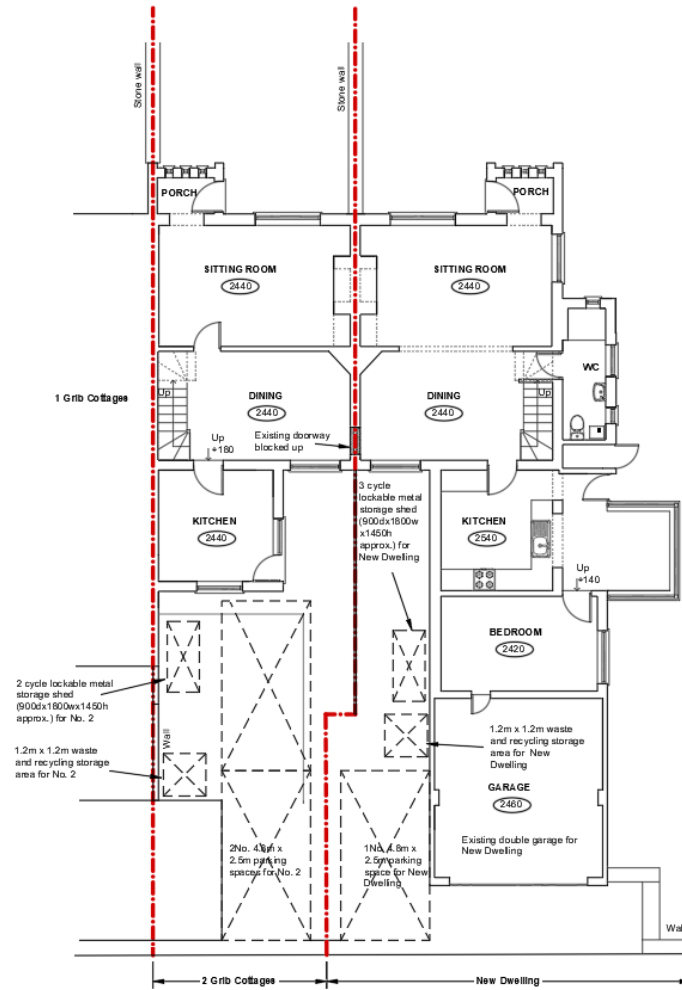 Stone wall
Stone wall
PORCH
PORCH
SITTING ROOM
2440
SITTING ROOM
2440
WC
1 Grib Cottages
Up
DINING
2440
DINING
2440
Up
Up
+180
Existing doorway
blocked up
3 cycle
lockable metal
storage shed
(900dx1800w
x1450h
approx.) for
New Dwelling
KITCHEN
2440
KITCHEN
2540
Up
+140
BEDROOM
2420
2 cycle lockable metal
storage shed
(900dx1800wx1450h
approx.) for No. 2
Wall
1.2m x 1.2m waste
and recycling storage
area for No. 2
1.2m x 1.2m waste
and recycling storage
area for New
Dwelling
GARAGE
2460
Existing double garage for
New Dwelling
2No. 4.8m x
2.5m parking
spaces for No. 2
1No. 4.8m x
2.5m parking
space for New
Dwelling
Wall
2 Grib Cottages
New Dwelling